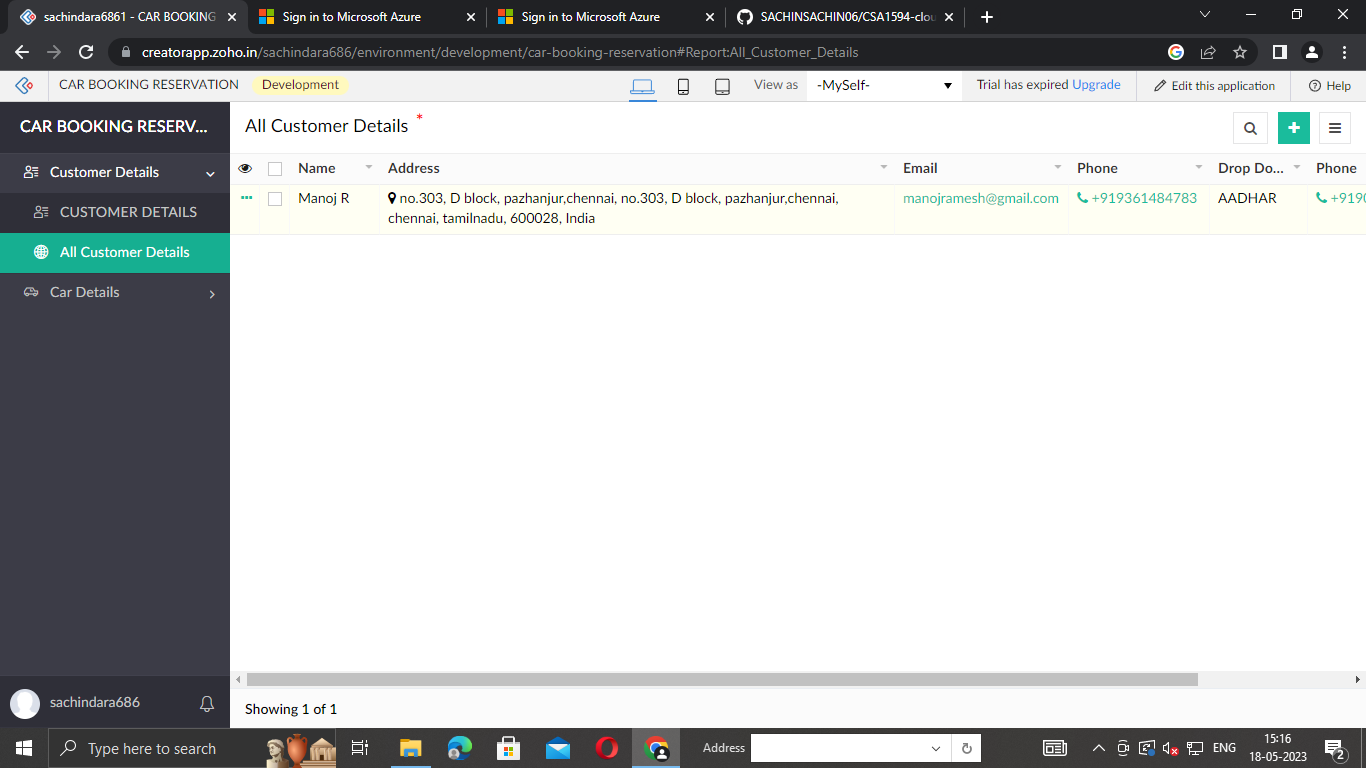 sachindara6861 - CAR BOOKING
Sign in to Microsoft Azure
Sign in to Microsoft Azure
SACHINSACHIN06/CSA1594-clou
creatorapp.zoho.in/sachindara686/environment/development/car-booking-reservation#Report:All_Customer_Details
CAR BOOKING RESERVATION
Development
View as
-MySelf-
Trial has expired Upgrade
Edit this application
Help
CAR BOOKING RESERV...
Customer Details
CUSTOMER DETAILS
All Customer Details
Car Details
sachindara686
All Customer Details *
Name Address Email Phone Drop Do... Phone
Manoj R
no.303, D block, pazhanjur,chennai, no.303, D block, pazhanjur,chennai,
chennai, tamilnadu, 600028, India
manojramesh@gmail.com
+919361484783
AADHAR
+9190
Showing 1 of 1
Type here to search
Address
ENG
15:16
18-05-2023
2